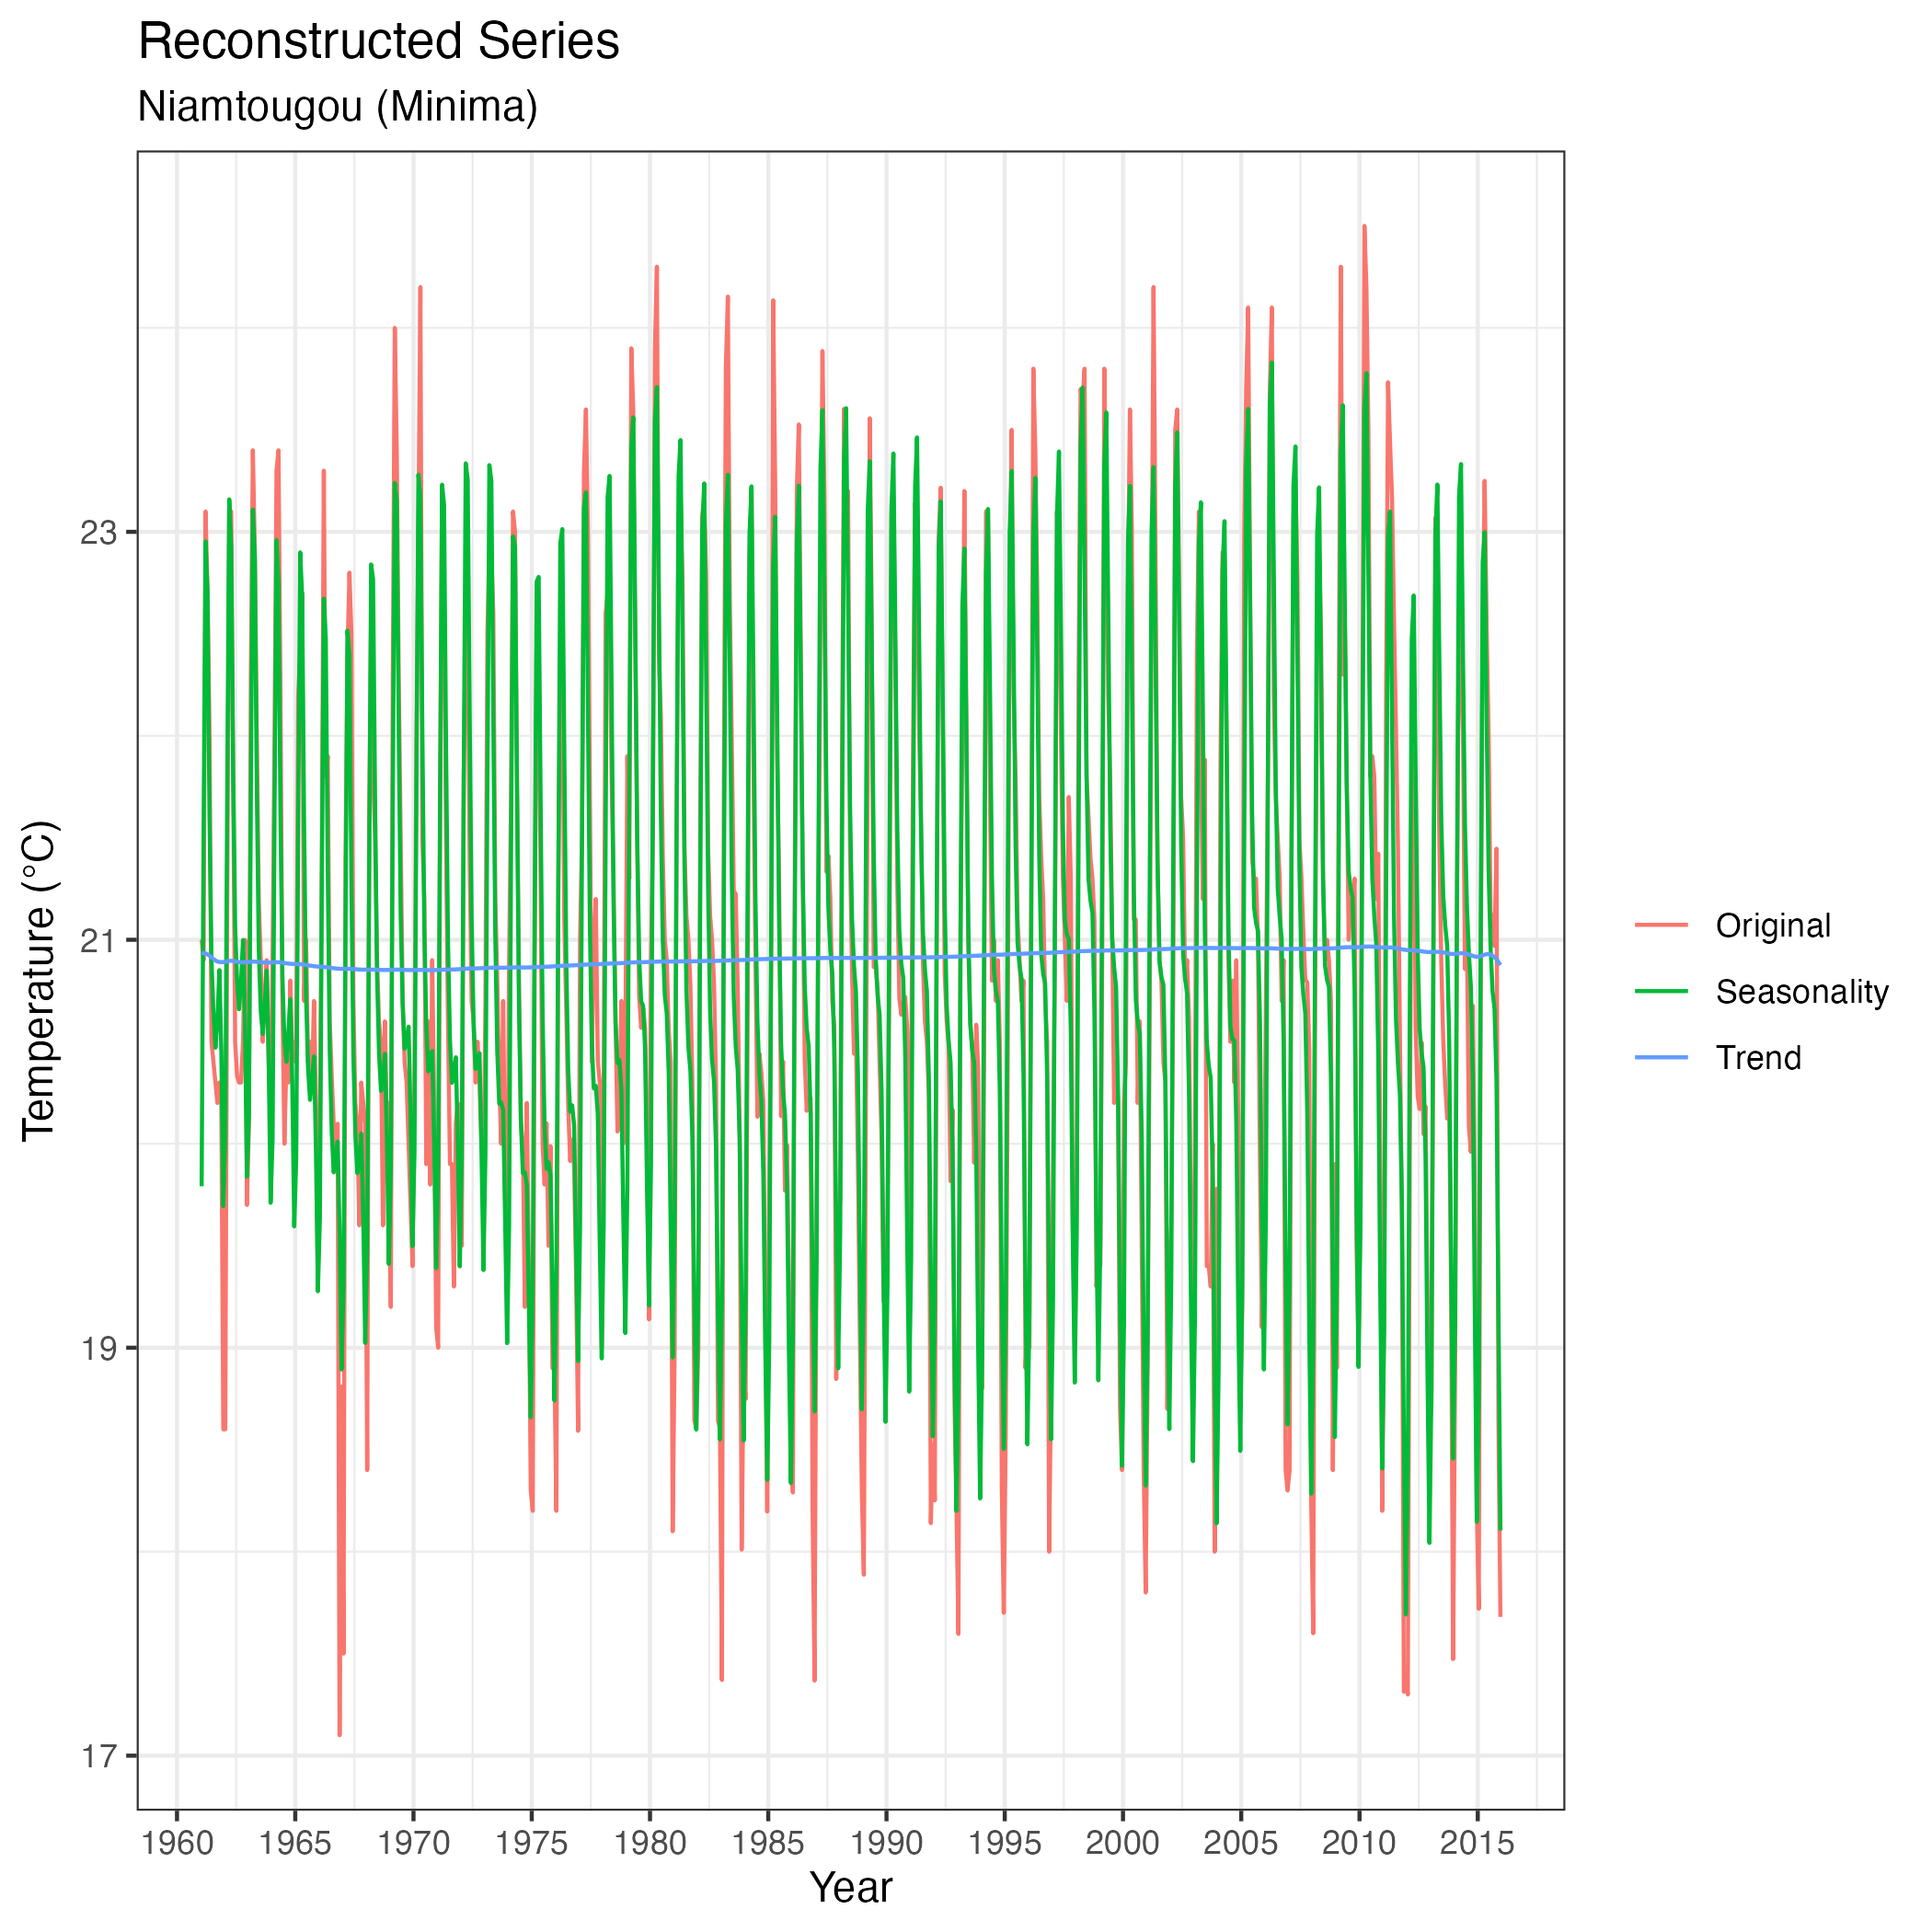 Reconstructed Series
Niamtougou (Minima)
Temperature (°C)
23
21
19
17
1960 1965 1970 1975 1980 1985 1990 1995 2000 2005 2010 2015
Year
Original
Seasonality
Trend